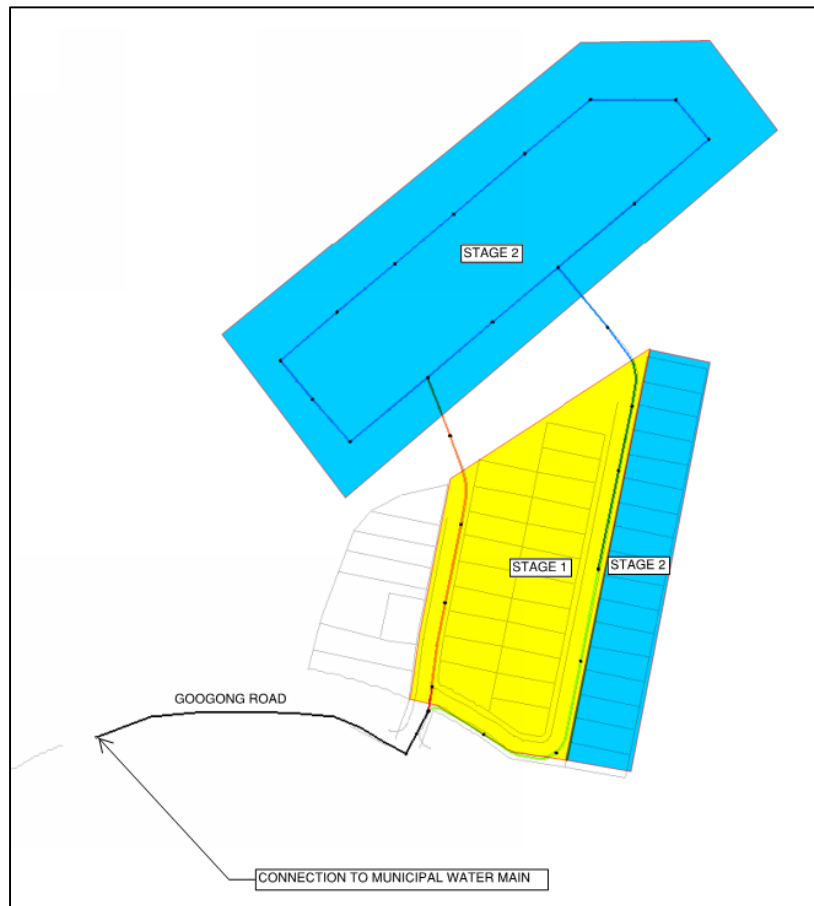 STAGE 2
STAGE 1
STAGE 2
GOOGONG ROAD
CONNECTION TO MUNICIPAL WATER MAIN